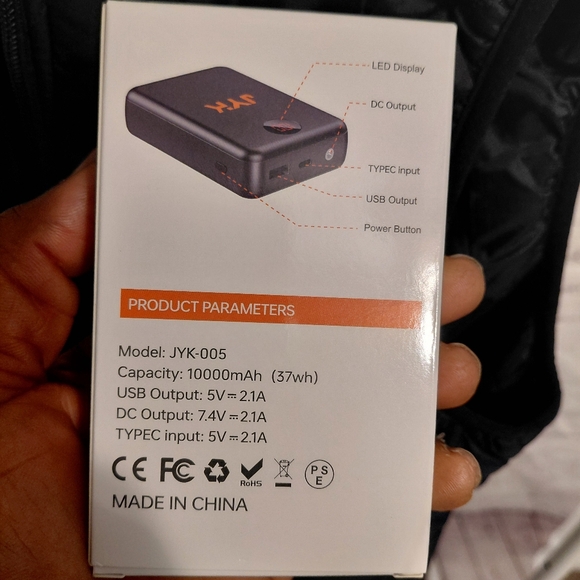 JYK
LED Display
DC Output
TYPEC input
USB Output
Power Button
PRODUCT PARAMETERS
Model: JYK-005
Capacity: 10000mAh (37wh)
USB Output: 5V⎓2.1A
DC Output: 7.4V⎓2.1A
TYPEC input: 5V⎓2.1A
CE FC RoHS PSE
MADE IN CHINA